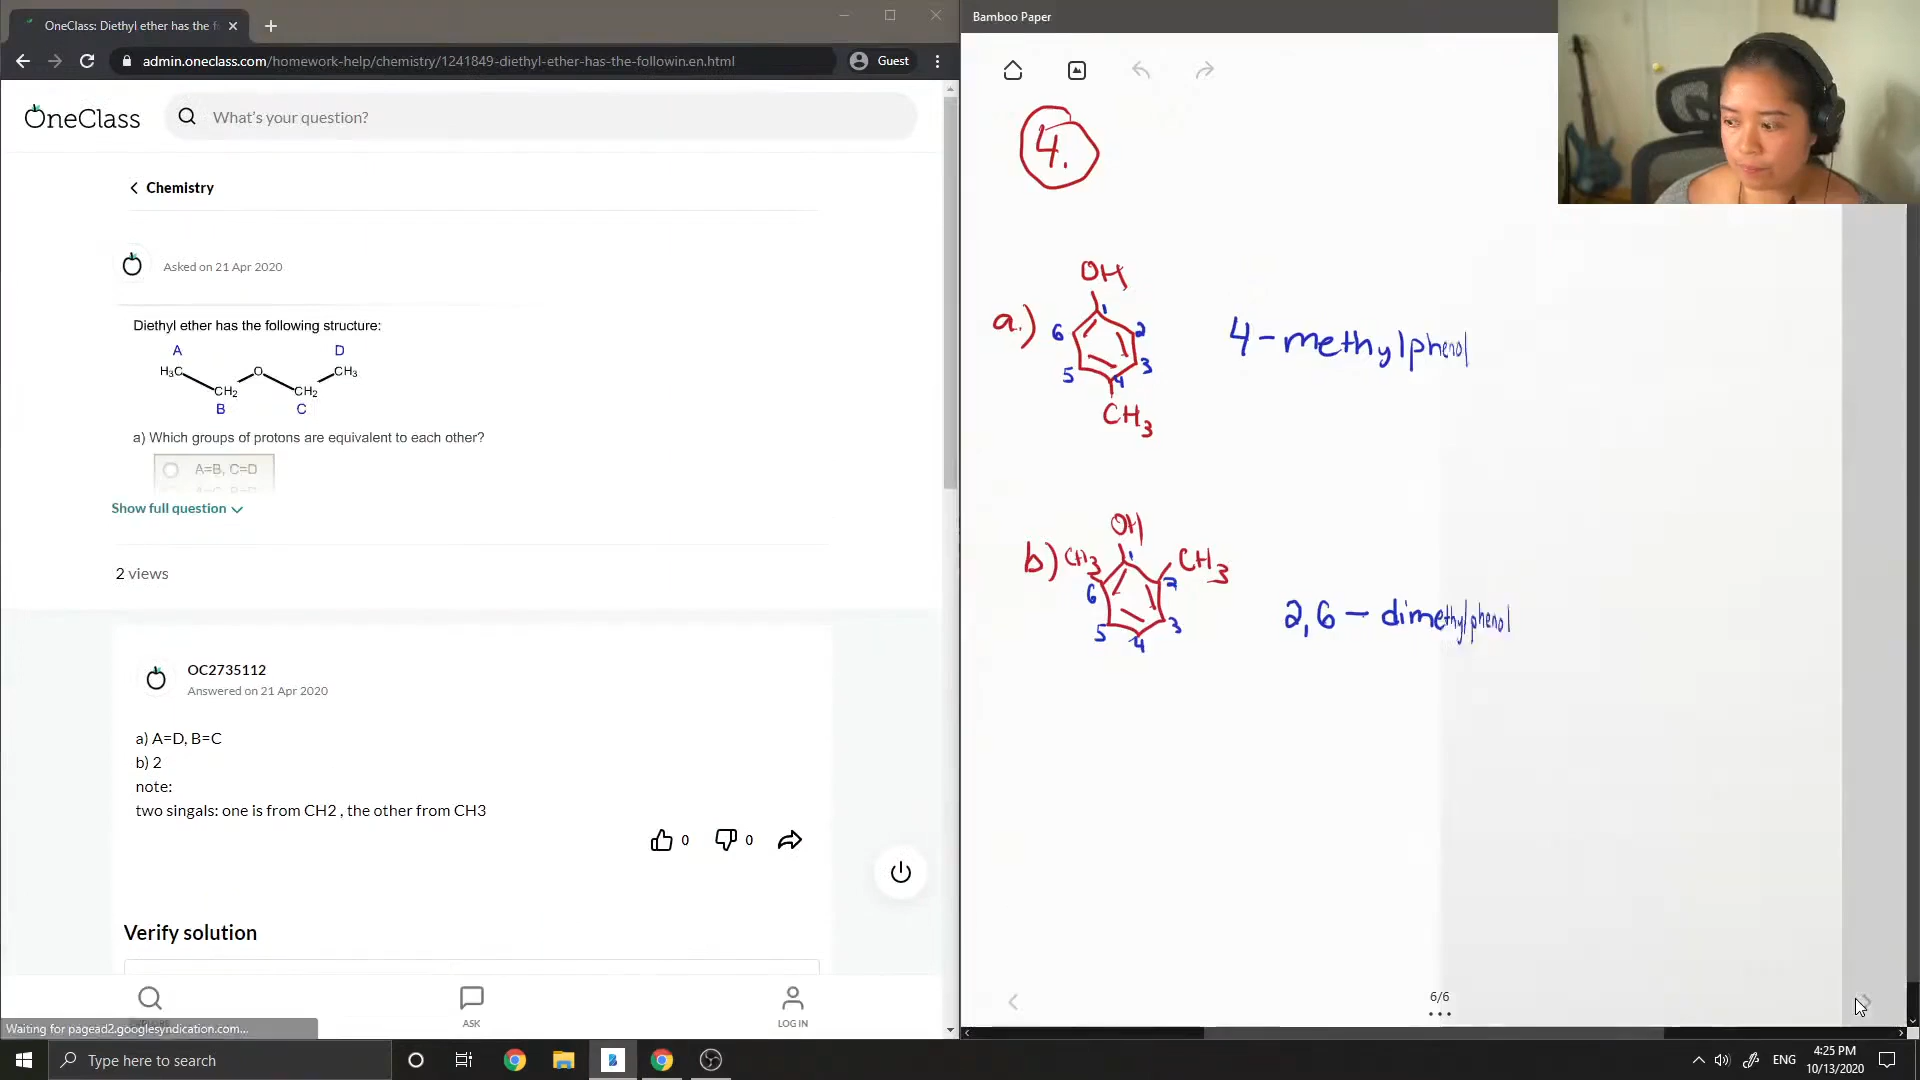 OneClass: Diethyl ether has the f
admin.oneclass.com/homework-help/chemistry/1241849-diethyl-ether-has-the-followin.en.html
Guest
OneClass
What's your question?
Chemistry
Asked on 21 Apr 2020
Diethyl ether has the following structure:
A
D
H₃C
O
CH₃
CH₂
CH₂
B
C
a) Which groups of protons are equivalent to each other?
A=B, C=D
Show full question
2 views
OC2735112
Answered on 21 Apr 2020
a) A=D, B=C
b) 2
note:
two singals: one is from CH2 , the other from CH3
0
0
Verify solution
ASK
LOG IN
Waiting for pagead2.googlesyndication.com...
Bamboo Paper
4.
a.)
OH
1
6
2
5
3
4
CH3
4-methylphenol
b)
OH
CH3
CH3
1
6
2
5
3
4
2,6-dimethylphenol
6/6
Type here to search
ENG
4:25 PM
10/13/2020